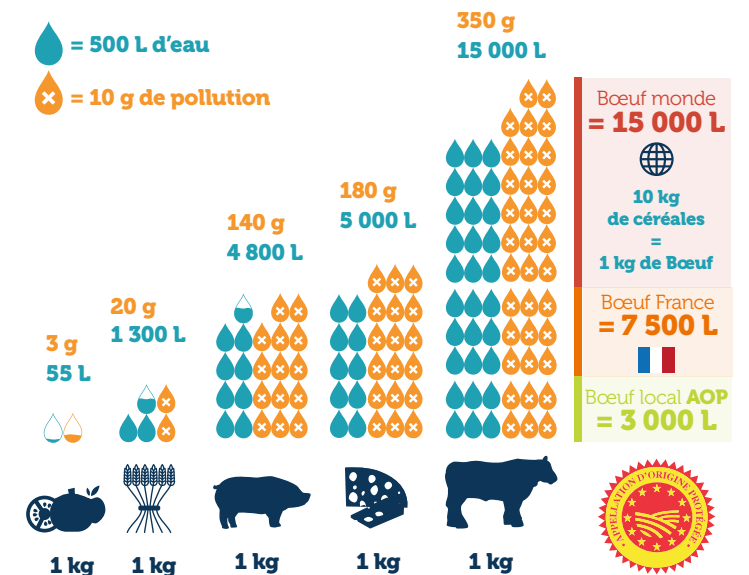 = 500 L d'eau
= 10 g de pollution
3 g
55 L
20 g
1 300 L
140 g
4 800 L
180 g
5 000 L
350 g
15 000 L
Bœuf monde
= 15 000 L
10 kg
de céréales
=
1 kg de Bœuf
Bœuf France
= 7 500 L
Bœuf local AOP
= 3 000 L
APPELLATION D'ORIGINE PROTÉGÉE
1 kg
1 kg
1 kg
1 kg
1 kg